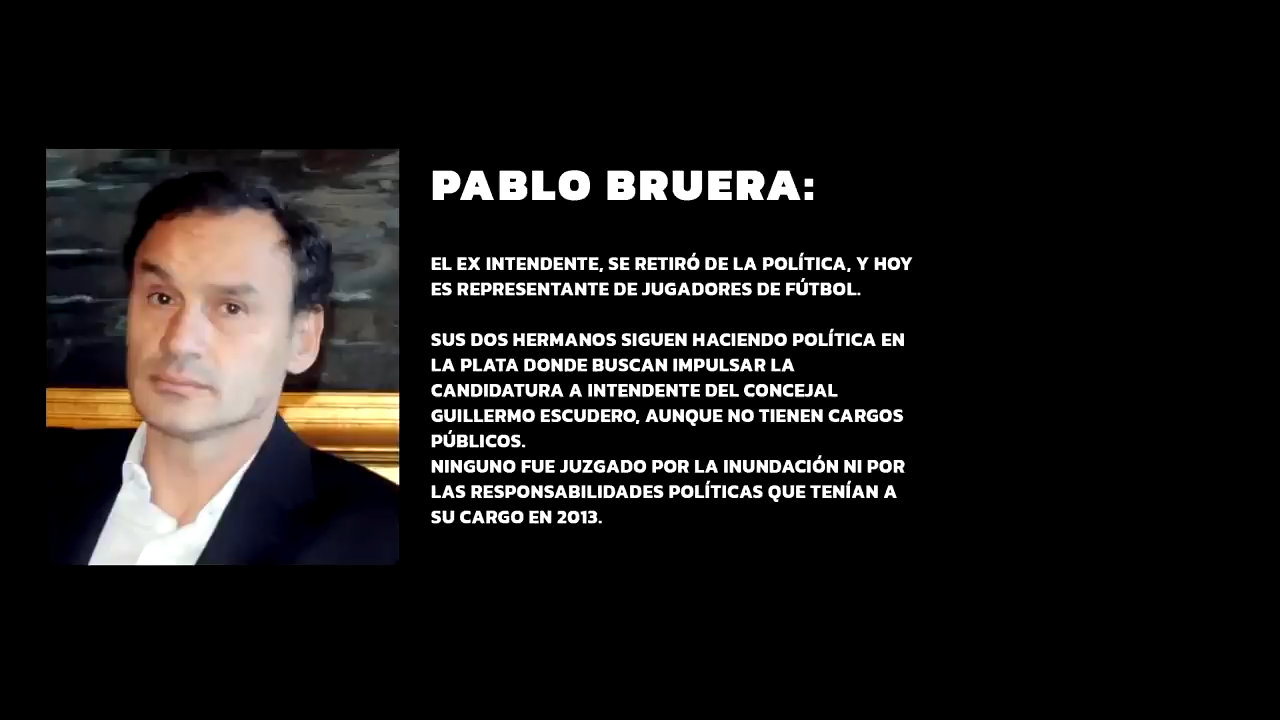 PABLO BRUERA:
EL EX INTENDENTE, SE RETIRÓ DE LA POLÍTICA, Y HOY
ES REPRESENTANTE DE JUGADORES DE FÚTBOL.
SUS DOS HERMANOS SIGUEN HACIENDO POLÍTICA EN
LA PLATA DONDE BUSCAN IMPULSAR LA
CANDIDATURA A INTENDENTE DEL CONCEJAL
GUILLERMO ESCUDERO, AUNQUE NO TIENEN CARGOS
PÚBLICOS.
NINGUNO FUE JUZGADO POR LA INUNDACIÓN NI POR
LAS RESPONSABILIDADES POLÍTICAS QUE TENÍAN A
SU CARGO EN 2013.